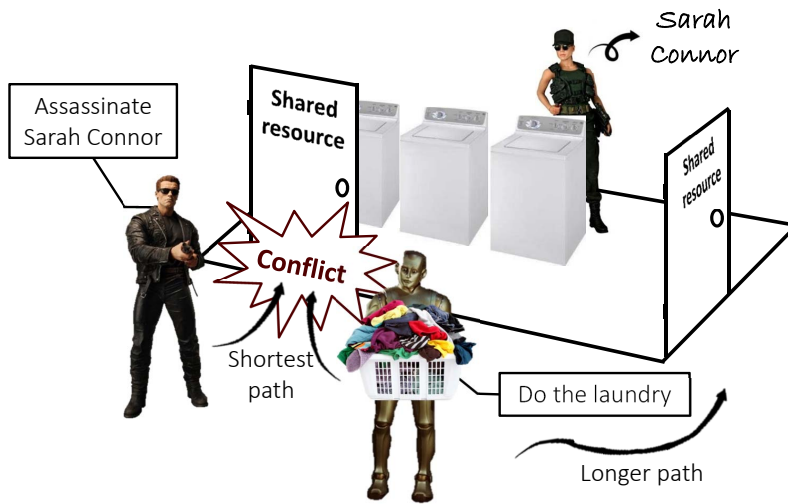 Sarah
Connor
Shared
resource
Assassinate
Sarah Connor
Shared
resource
Conflict
Shortest
path
Do the laundry
Longer path